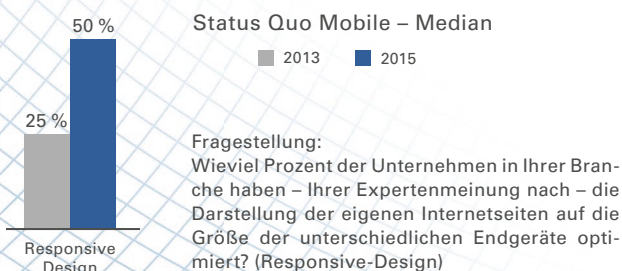 Status Quo Mobile – Median
2013 2015
50 %
25 %
Responsive
Design
Fragestellung:
Wieviel Prozent der Unternehmen in Ihrer Bran-
che haben – Ihrer Expertenmeinung nach – die
Darstellung der eigenen Internetseiten auf die
Größe der unterschiedlichen Endgeräte opti-
miert? (Responsive-Design)